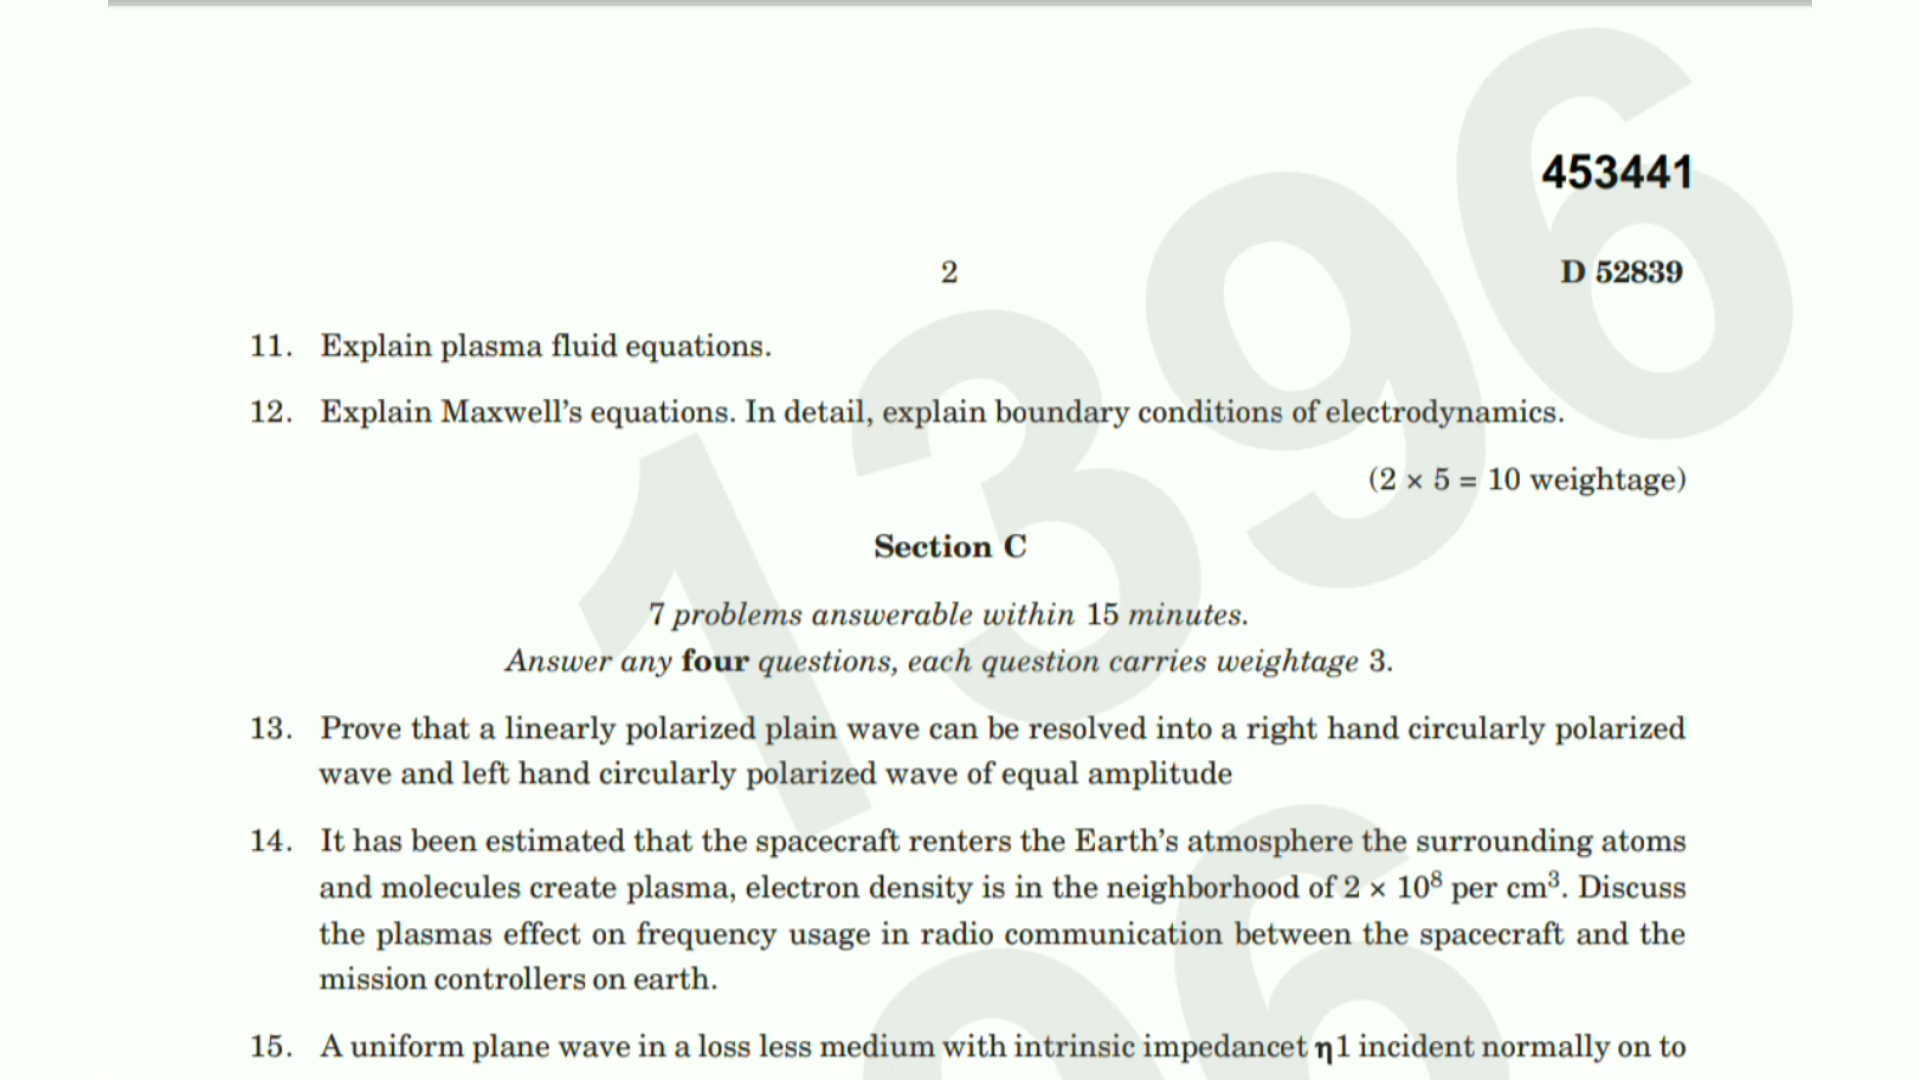 453441
2
D 52839
11. Explain plasma fluid equations.
12. Explain Maxwell’s equations. In detail, explain boundary conditions of electrodynamics.
(2 × 5 = 10 weightage)
Section C
7 problems answerable within 15 minutes.
Answer any four questions, each question carries weightage 3.
13. Prove that a linearly polarized plain wave can be resolved into a right hand circularly polarized
wave and left hand circularly polarized wave of equal amplitude
14. It has been estimated that the spacecraft renters the Earth’s atmosphere the surrounding atoms
and molecules create plasma, electron density is in the neighborhood of 2 × 10⁸ per cm³. Discuss
the plasmas effect on frequency usage in radio communication between the spacecraft and the
mission controllers on earth.
15. A uniform plane wave in a loss less medium with intrinsic impedancet η1 incident normally on to
1396